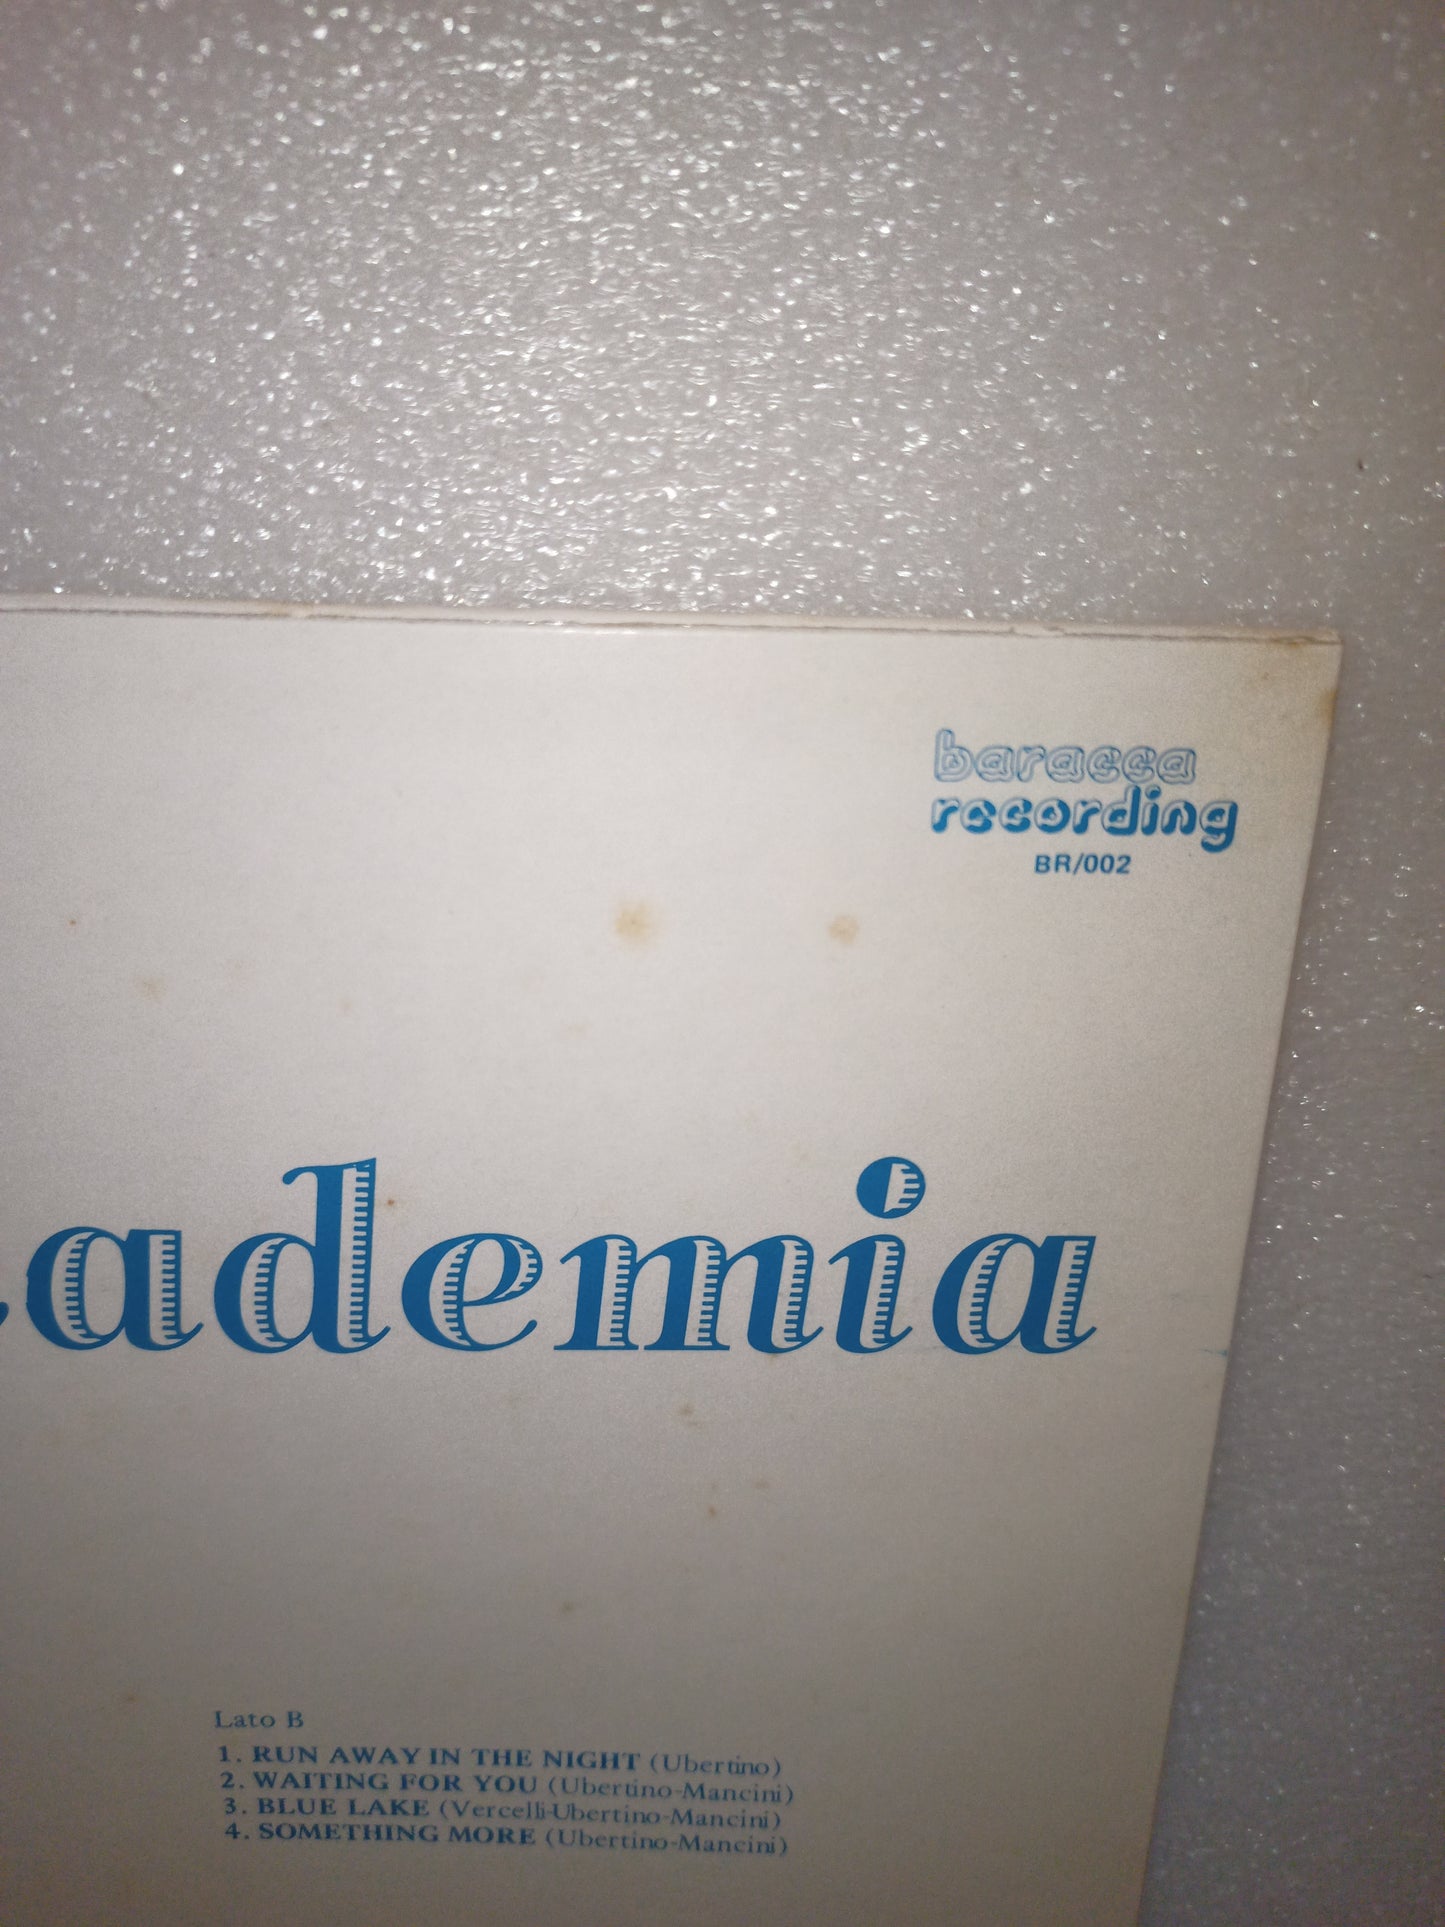 baracca
recording
BR/002
ademia
Lato B
1. RUN AWAY IN THE NIGHT (Ubertino)
2. WAITING FOR YOU (Ubertino-Mancini)
3. BLUE LAKE (Vercelli-Ubertino-Mancini)
4. SOMETHING MORE (Ubertino-Mancini)